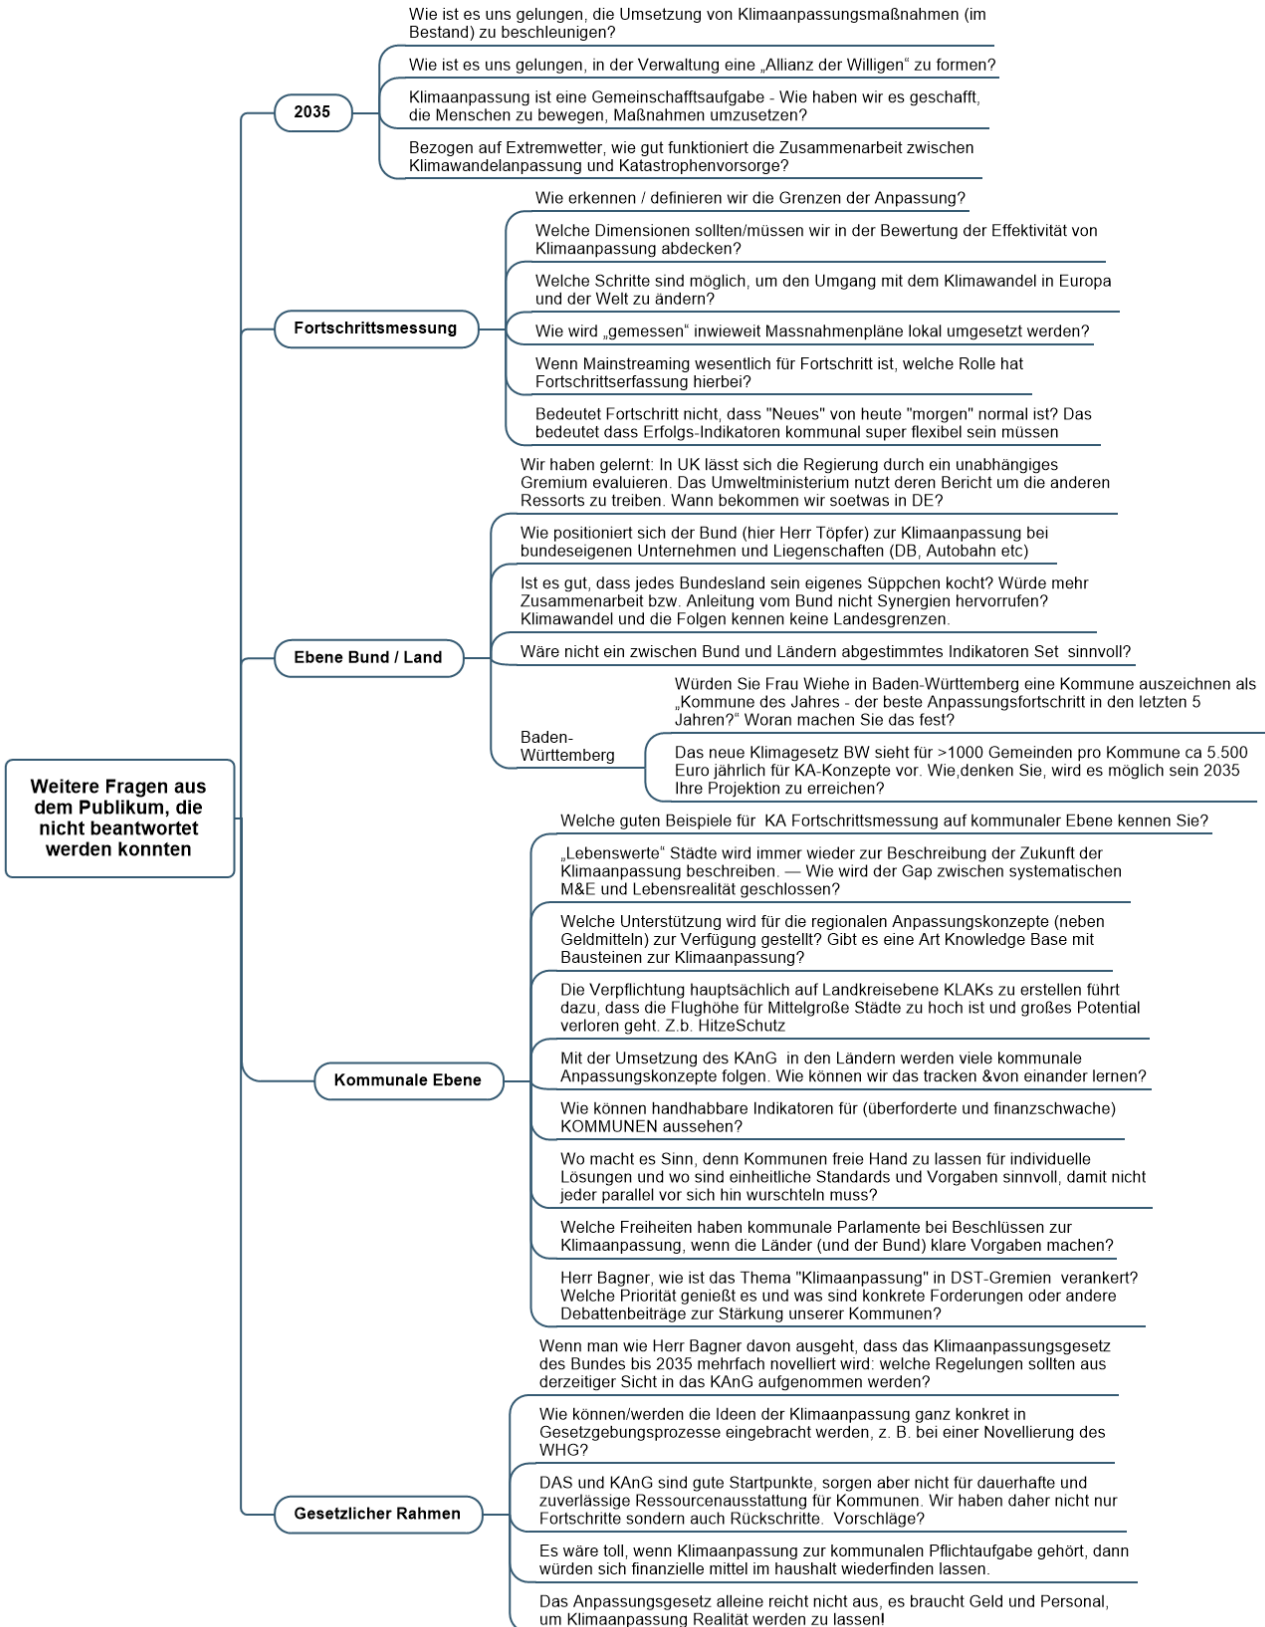 Weitere Fragen aus
dem Publikum, die
nicht beantwortet
werden konnten
2035
Wie ist es uns gelungen, die Umsetzung von Klimaanpassungsmaßnahmen (im
Bestand) zu beschleunigen?
Wie ist es uns gelungen, in der Verwaltung eine „Allianz der Willigen“ zu formen?
Klimaanpassung ist eine Gemeinschafftsaufgabe - Wie haben wir es geschafft,
die Menschen zu bewegen, Maßnahmen umzusetzen?
Bezogen auf Extremwetter, wie gut funktioniert die Zusammenarbeit zwischen
Klimawandelanpassung und Katastrophenvorsorge?
Fortschrittsmessung
Wie erkennen / definieren wir die Grenzen der Anpassung?
Welche Dimensionen sollten/müssen wir in der Bewertung der Effektivität von
Klimaanpassung abdecken?
Welche Schritte sind möglich, um den Umgang mit dem Klimawandel in Europa
und der Welt zu ändern?
Wie wird „gemessen“ inwieweit Massnahmenpläne lokal umgesetzt werden?
Wenn Mainstreaming wesentlich für Fortschritt ist, welche Rolle hat
Fortschrittserfassung hierbei?
Bedeutet Fortschritt nicht, dass "Neues" von heute "morgen" normal ist? Das
bedeutet dass Erfolgs-Indikatoren kommunal super flexibel sein müssen
Ebene Bund / Land
Wir haben gelernt: In UK lässt sich die Regierung durch ein unabhängiges
Gremium evaluieren. Das Umweltministerium nutzt deren Bericht um die anderen
Ressorts zu treiben. Wann bekommen wir soetwas in DE?
Wie positioniert sich der Bund (hier Herr Töpfer) zur Klimaanpassung bei
bundeseigenen Unternehmen und Liegenschaften (DB, Autobahn etc)
Ist es gut, dass jedes Bundesland sein eigenes Süppchen kocht? Würde mehr
Zusammenarbeit bzw. Anleitung vom Bund nicht Synergien hervorrufen?
Klimawandel und die Folgen kennen keine Landesgrenzen.
Wäre nicht ein zwischen Bund und Ländern abgestimmtes Indikatoren Set  sinnvoll?
Baden-
Württemberg
Würden Sie Frau Wiehe in Baden-Württemberg eine Kommune auszeichnen als
„Kommune des Jahres - der beste Anpassungsfortschritt in den letzten 5
Jahren?“ Woran machen Sie das fest?
Das neue Klimagesetz BW sieht für >1000 Gemeinden pro Kommune ca 5.500
Euro jährlich für KA-Konzepte vor. Wie,denken Sie, wird es möglich sein 2035
Ihre Projektion zu erreichen?
Kommunale Ebene
Welche guten Beispiele für  KA Fortschrittsmessung auf kommunaler Ebene kennen Sie?
„Lebenswerte“ Städte wird immer wieder zur Beschreibung der Zukunft der
Klimaanpassung beschreiben. — Wie wird der Gap zwischen systematischen
M&E und Lebensrealität geschlossen?
Welche Unterstützung wird für die regionalen Anpassungskonzepte (neben
Geldmitteln) zur Verfügung gestellt? Gibt es eine Art Knowledge Base mit
Bausteinen zur Klimaanpassung?
Die Verpflichtung hauptsächlich auf Landkreisebene KLAKs zu erstellen führt
dazu, dass die Flughöhe für Mittelgroße Städte zu hoch ist und großes Potential
verloren geht. Z.b. HitzeSchutz
Mit der Umsetzung des KAnG  in den Ländern werden viele kommunale
Anpassungskonzepte folgen. Wie können wir das tracken &von einander lernen?
Wie können handhabbare Indikatoren für (überforderte und finanzschwache)
KOMMUNEN aussehen?
Wo macht es Sinn, denn Kommunen freie Hand zu lassen für individuelle
Lösungen und wo sind einheitliche Standards und Vorgaben sinnvoll, damit nicht
jeder parallel vor sich hin wurschteln muss?
Welche Freiheiten haben kommunale Parlamente bei Beschlüssen zur
Klimaanpassung, wenn die Länder (und der Bund) klare Vorgaben machen?
Herr Bagner, wie ist das Thema "Klimaanpassung" in DST-Gremien  verankert?
Welche Priorität genießt es und was sind konkrete Forderungen oder andere
Debattenbeiträge zur Stärkung unserer Kommunen?
Gesetzlicher Rahmen
Wenn man wie Herr Bagner davon ausgeht, dass das Klimaanpassungsgesetz
des Bundes bis 2035 mehrfach novelliert wird: welche Regelungen sollten aus
derzeitiger Sicht in das KAnG aufgenommen werden?
Wie können/werden die Ideen der Klimaanpassung ganz konkret in
Gesetzgebungsprozesse eingebracht werden, z. B. bei einer Novellierung des
WHG?
DAS und KAnG sind gute Startpunkte, sorgen aber nicht für dauerhafte und
zuverlässige Ressourcenausstattung für Kommunen. Wir haben daher nicht nur
Fortschritte sondern auch Rückschritte.  Vorschläge?
Es wäre toll, wenn Klimaanpassung zur kommunalen Pflichtaufgabe gehört, dann
würden sich finanzielle mittel im haushalt wiederfinden lassen.
Das Anpassungsgesetz alleine reicht nicht aus, es braucht Geld und Personal,
um Klimaanpassung Realität werden zu lassen!